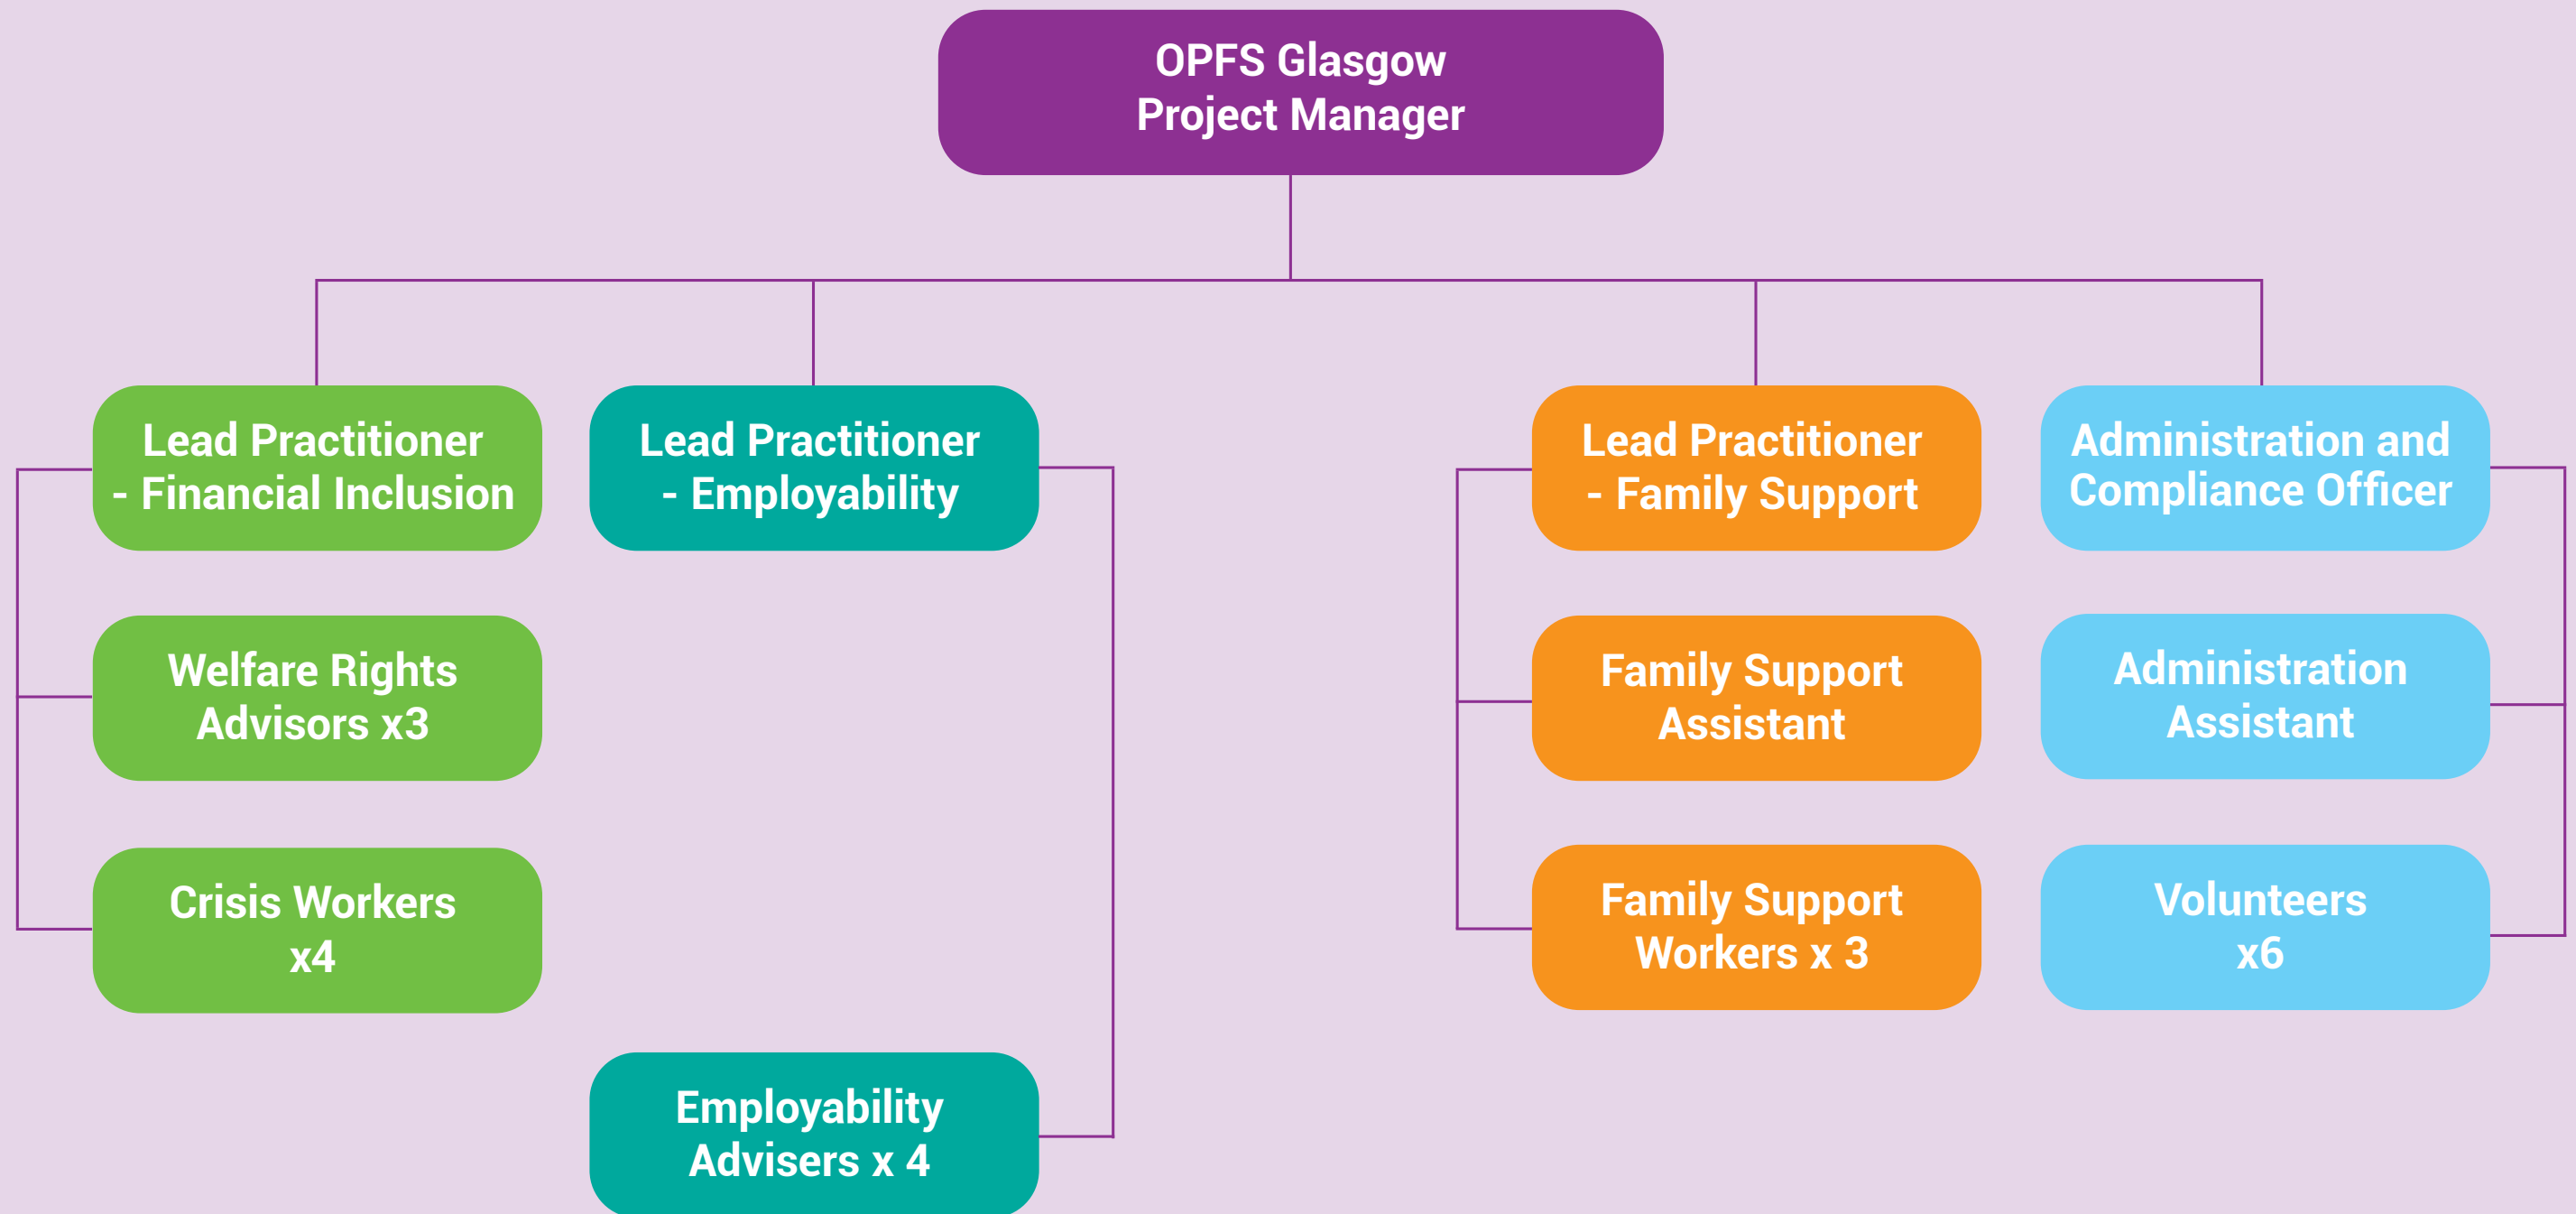 OPFS Glasgow
Project Manager
Lead Practitioner
- Financial Inclusion
Lead Practitioner
- Employability
Lead Practitioner
- Family Support
Administration and
Compliance Officer
Welfare Rights
Advisors x3
Family Support
Assistant
Administration
Assistant
Crisis Workers
x4
Family Support
Workers x 3
Volunteers
x6
Employability
Advisers x 4